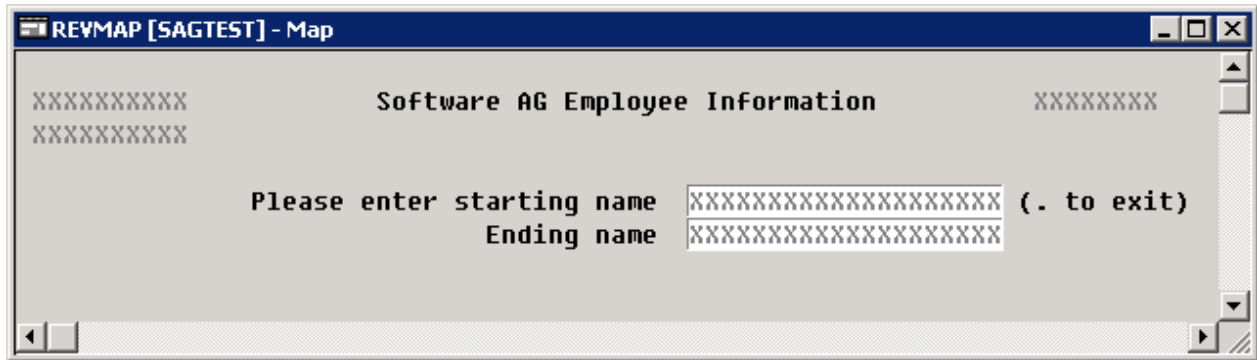 REVMAP [SAGTEST] - Map
XXXXXXXXXX Software AG Employee Information XXXXXXXX
XXXXXXXXXX
Please enter starting name XXXXXXXXXXXXXXXXXXXX (. to exit)
Ending name XXXXXXXXXXXXXXXXXXXX